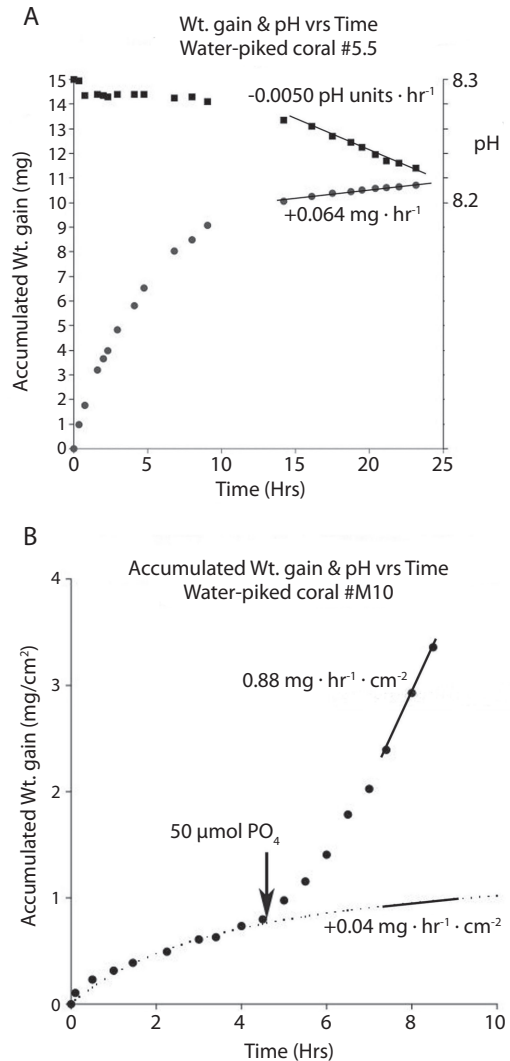 A
Wt. gain & pH vrs Time
Water-piked coral #5.5
15
14
13
12
11
10
9
8
7
6
5
4
3
2
1
0
Accumulated Wt. gain (mg)
-0.0050 pH units · hr⁻¹
+0.064 mg · hr⁻¹
8.3
pH
8.2
0 5 10 15 20 25
Time (Hrs)
B
Accumulated Wt. gain & pH vrs Time
Water-piked coral #M10
4
3
2
1
0
Accumulated Wt. gain (mg/cm²)
0.88 mg · hr⁻¹ · cm⁻²
50 µmol PO₄
+0.04 mg · hr⁻¹ · cm⁻²
0 2 4 6 8 10
Time (Hrs)